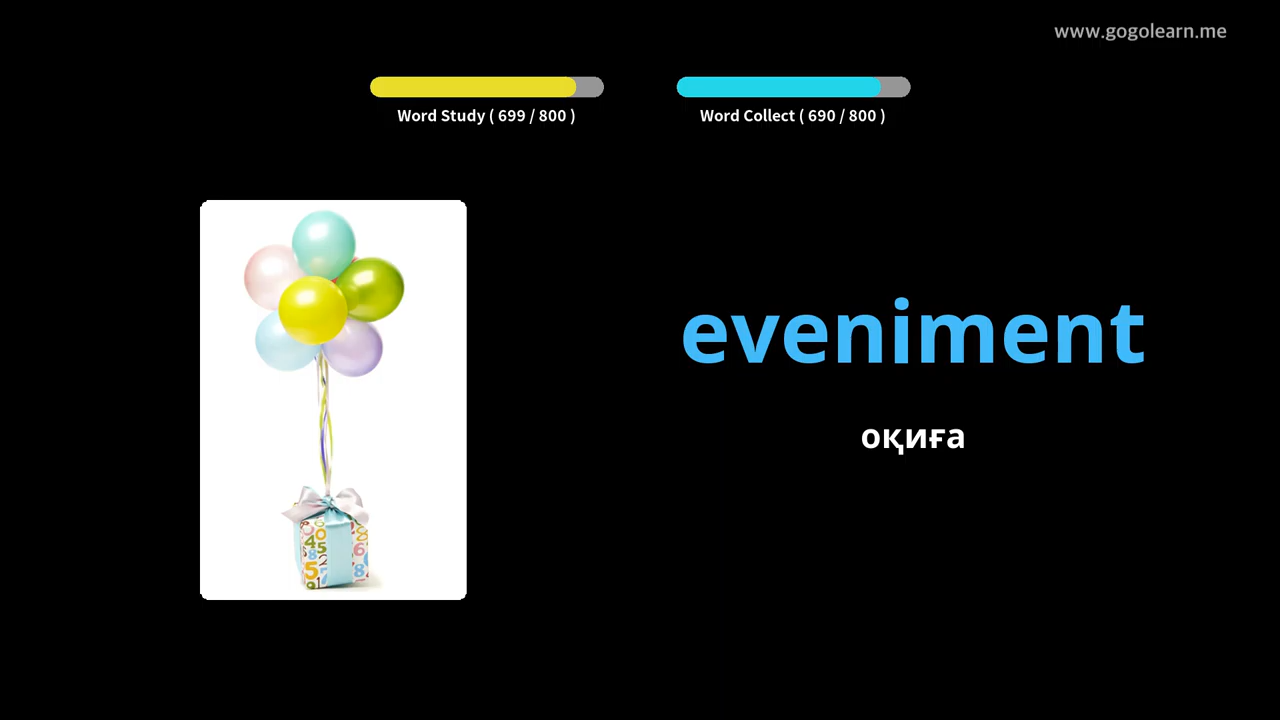 www.gogolearn.me
Word Study ( 699 / 800 )
Word Collect ( 690 / 800 )
eveniment
оқиға